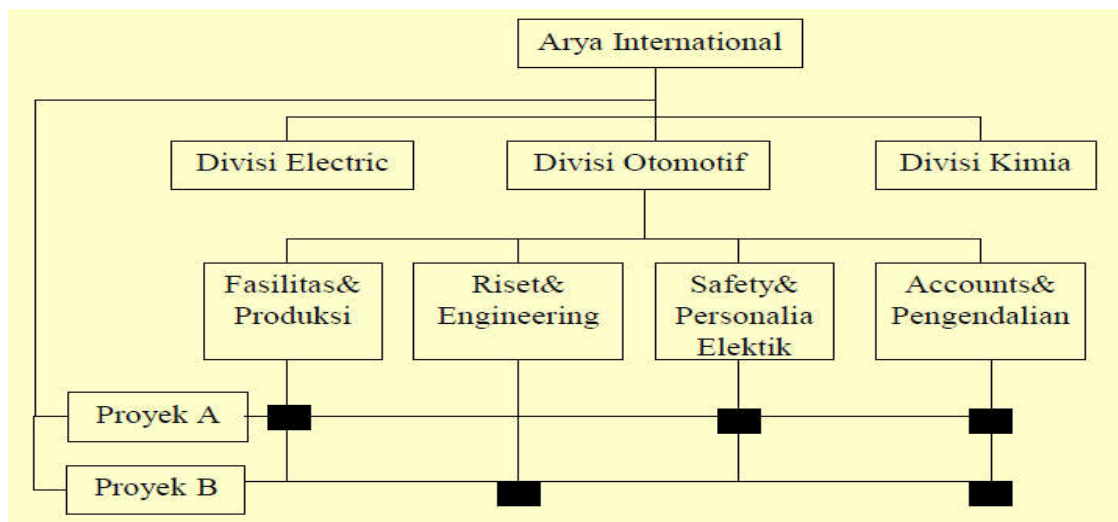 Arya International
Divisi Electric
Divisi Otomotif
Divisi Kimia
Fasilitas&
Produksi
Riset&
Engineering
Safety&
Personalia
Elektik
Accounts&
Pengendalian
Proyek A
Proyek B